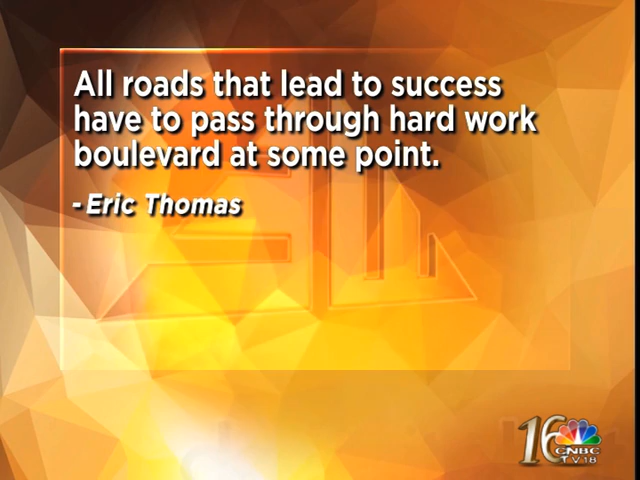 All roads that lead to success
have to pass through hard work
boulevard at some point.
- Eric Thomas
16
CNBC
TV18